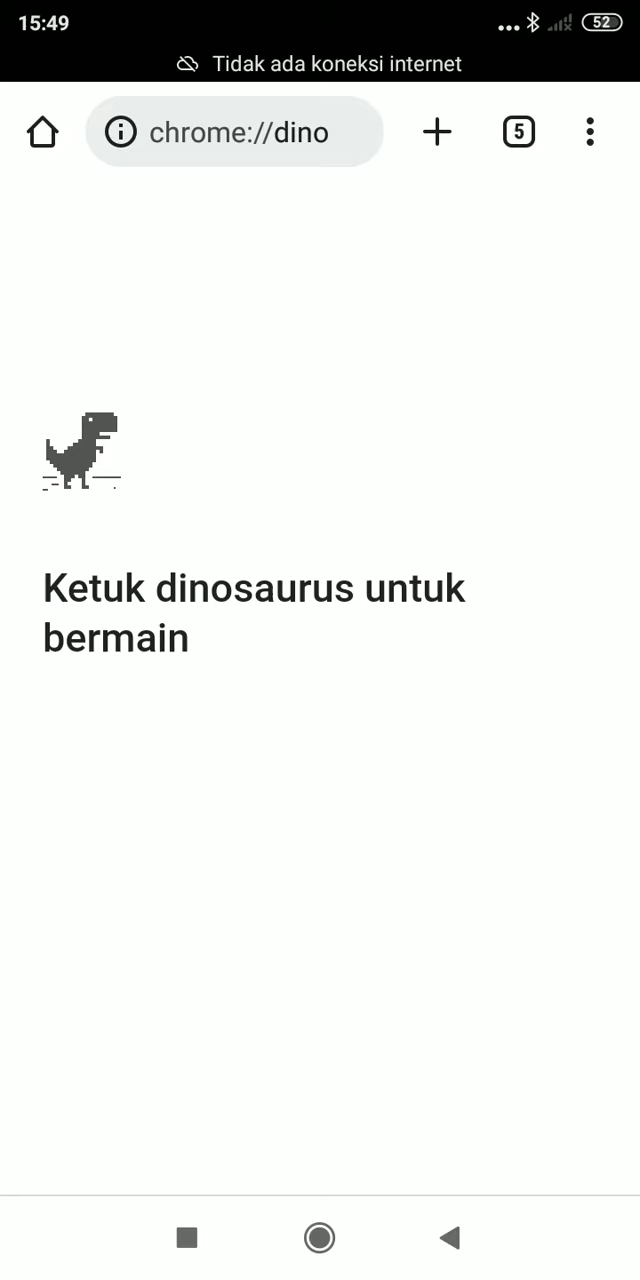 15:49
52
Tidak ada koneksi internet
chrome://dino
5
Ketuk dinosaurus untuk
bermain